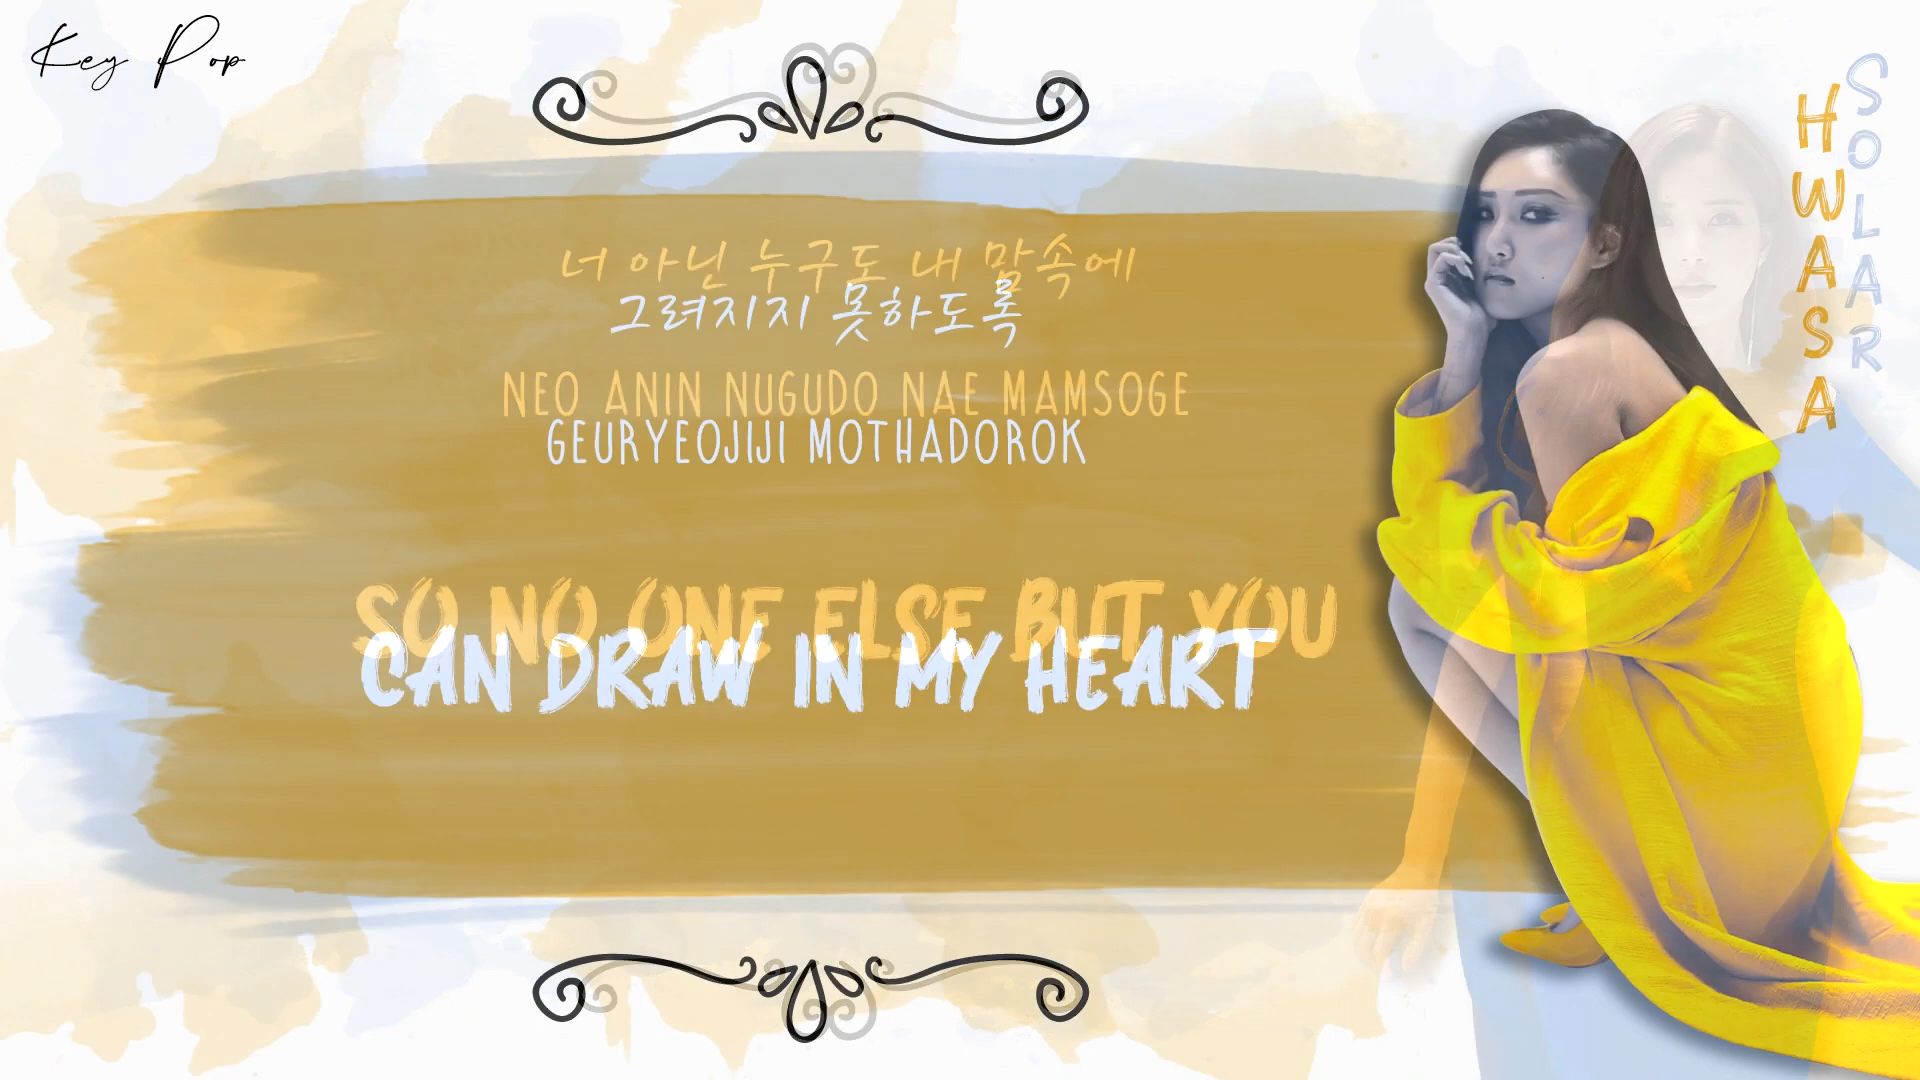 Key Pop
너 아닌 누구도 내 맘속에
그려지지 못하도록
NEO ANIN NUGUDO NAE MAMSOGE
GEURYEOJIJI MOTHADOROK
SO NO ONE ELSE BUT YOU
CAN DRAW IN MY HEART
HWASA
SOLAR